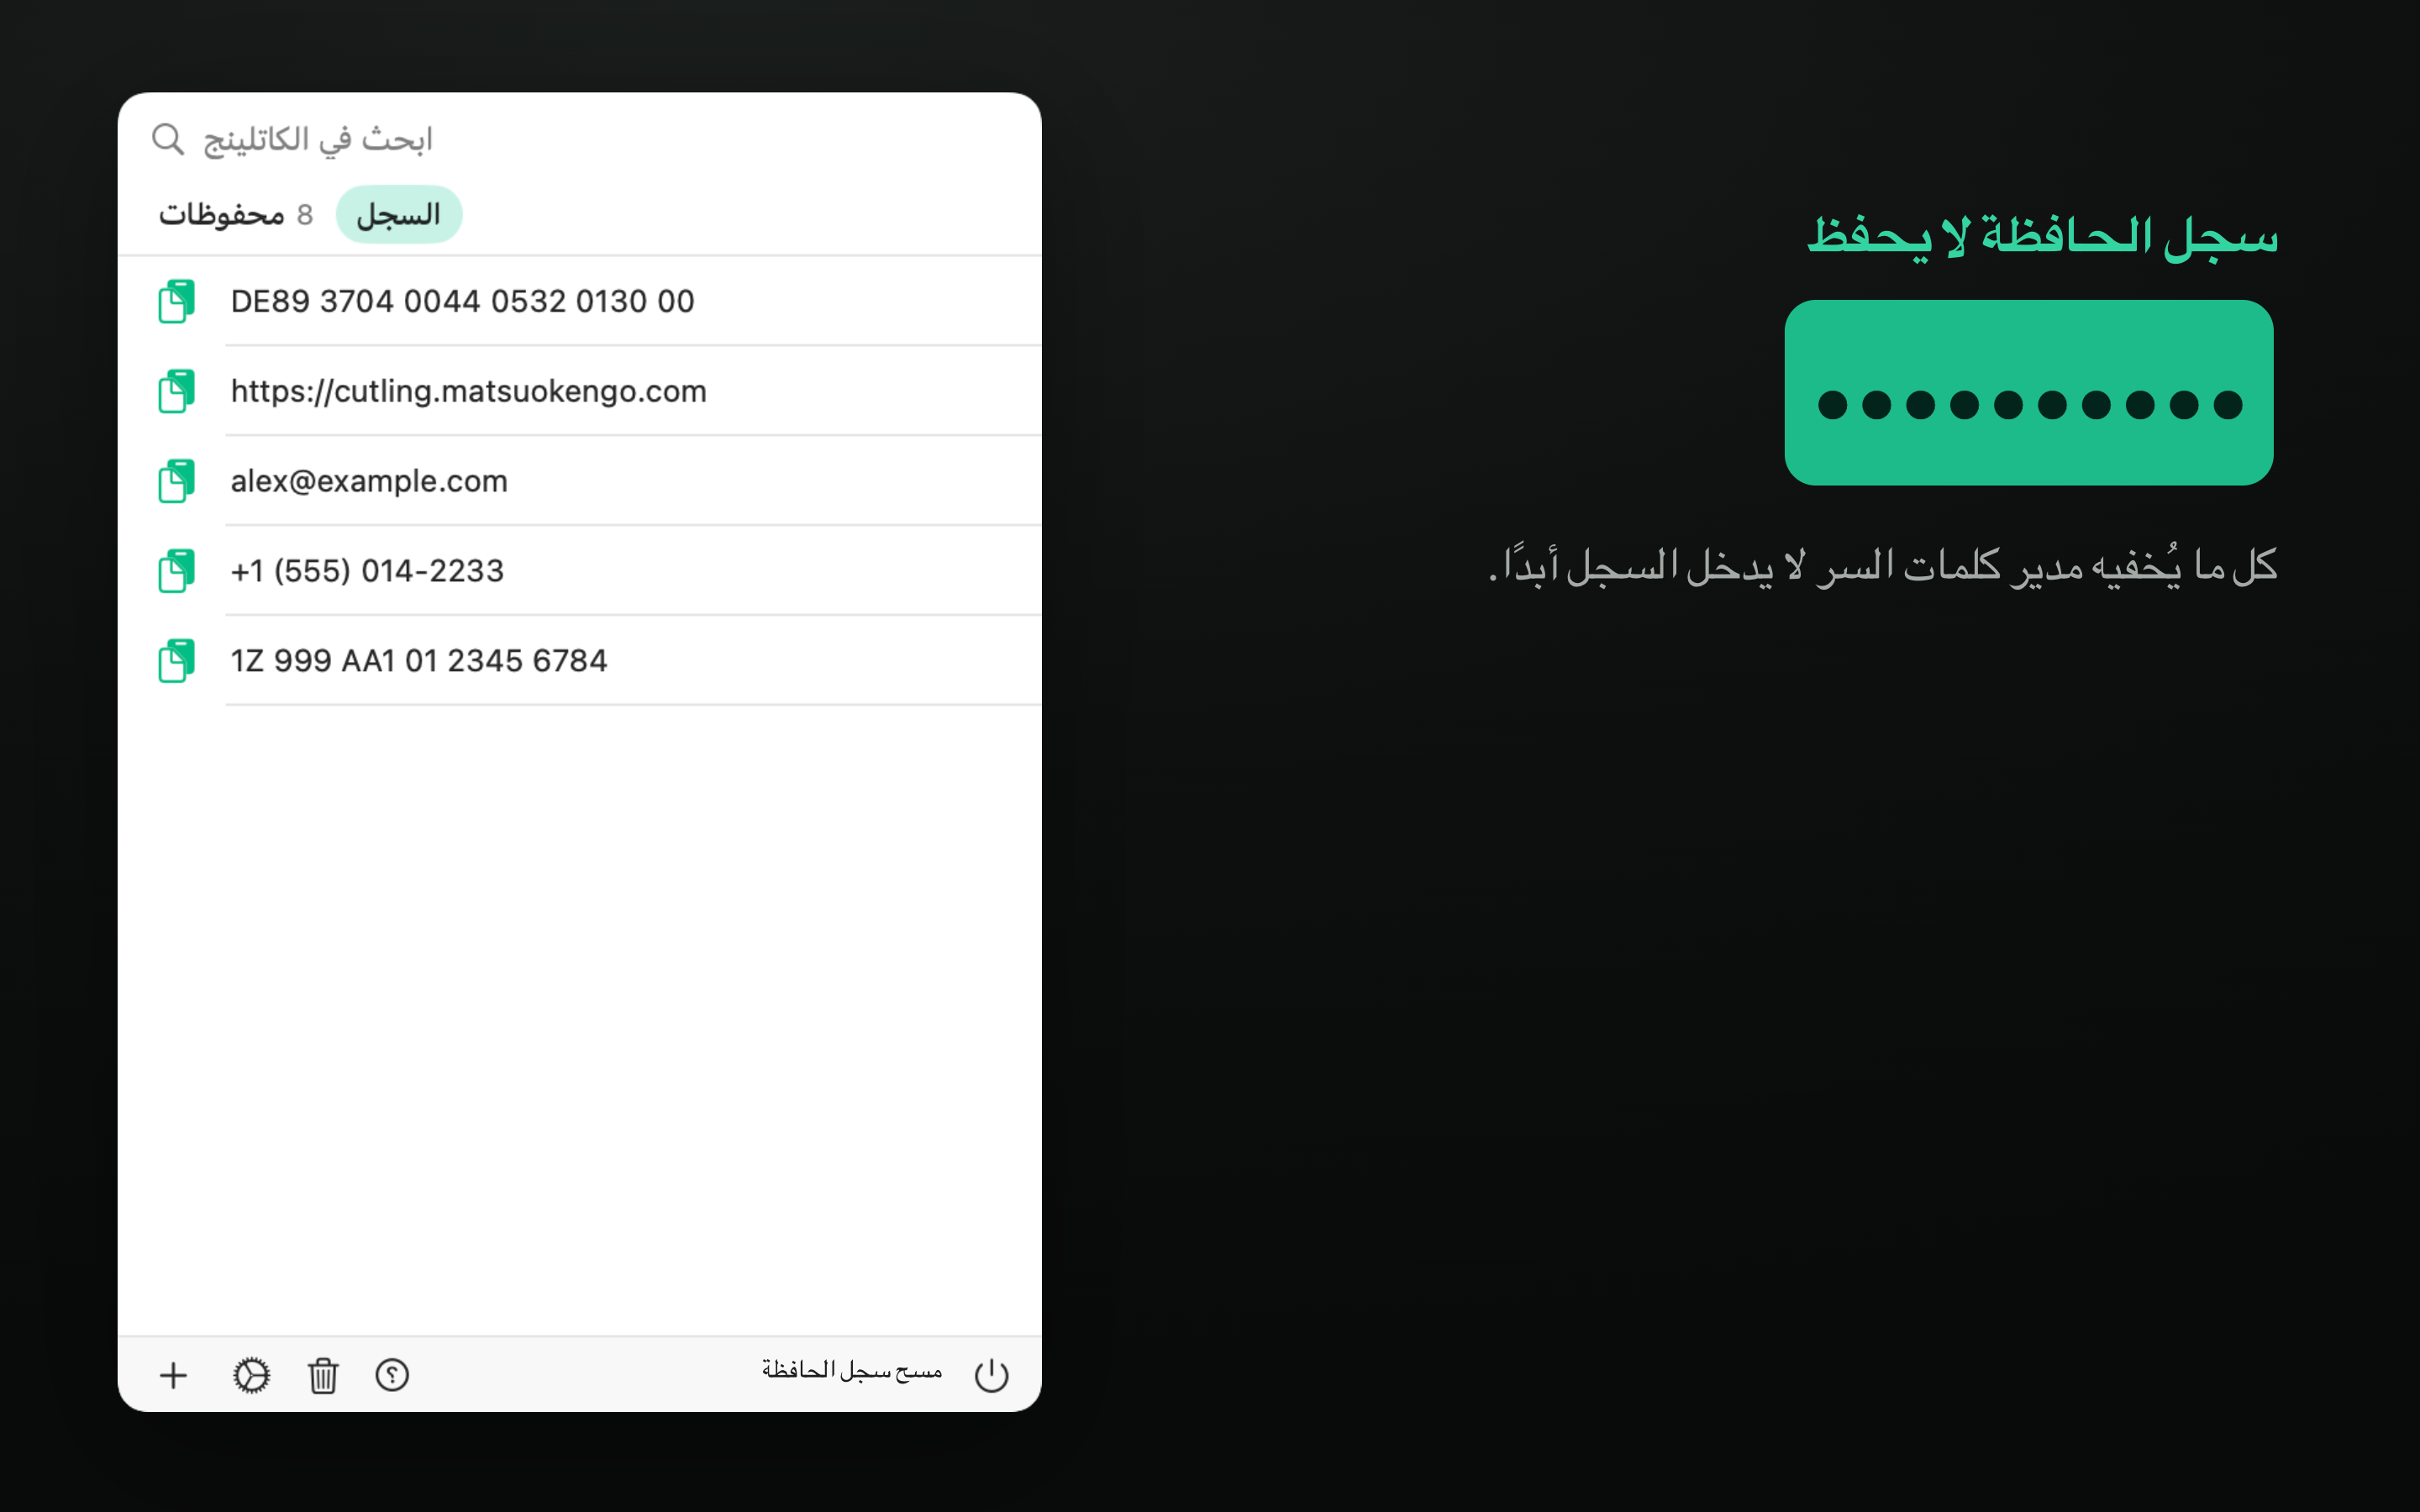 ابحث في الكاتلينج
محفوظات 8 السجل
DE89 3704 0044 0532 0130 00
https://cutling.matsuokengo.com
alex@example.com
+1 (555) 014-2233
1Z 999 AA1 01 2345 6784
مسح سجل الحافظة
سجل الحافظة لا يحفظ
••••••••••
كل ما يُخفيه مدير كلمات السر لا يدخل السجل أبدًا.